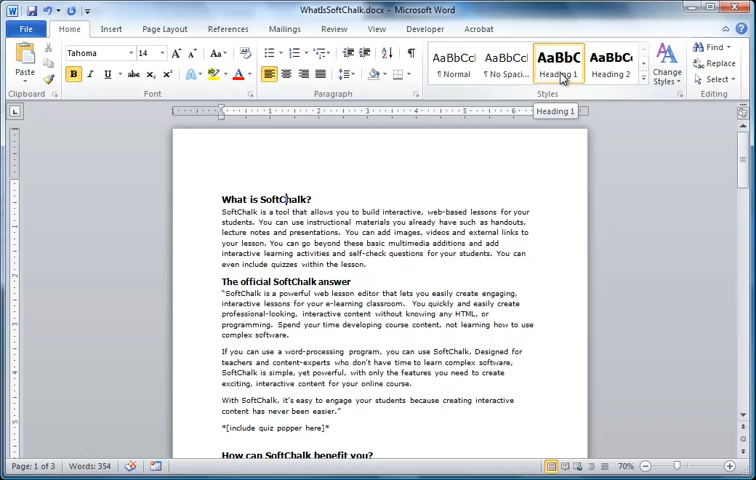 WhatIsSoftChalk.docx - Microsoft Word
File Home Insert Page Layout References Mailings Review View Developer Acrobat
Paste
Clipboard
Tahoma 14
Font
Paragraph
AaBbCcI AaBbCcI AaBbC AaBbCc
¶ Normal ¶ No Spaci... Heading 1 Heading 2
Styles
Change Styles
Find
Replace
Select
Editing
Heading 1
What is SoftChalk?
SoftChalk is a tool that allows you to build interactive, web-based lessons for your
students. You can use instructional materials you already have such as handouts,
lecture notes and presentations. You can add images, videos and external links to
your lesson. You can go beyond these basic multimedia additions and add
interactive learning activities and self-check questions for your students. You can
even include quizzes within the lesson.
The official SoftChalk answer
"SoftChalk is a powerful web lesson editor that lets you easily create engaging,
interactive lessons for your e-learning classroom. You quickly and easily create
professional-looking, interactive content without knowing any HTML, or
programming. Spend your time developing course content, not learning how to use
complex software.
If you can use a word-processing program, you can use SoftChalk. Designed for
teachers and content-experts who don't have time to learn complex software,
SoftChalk is simple, yet powerful, with only the features you need to create
exciting, interactive content for your online course.
With SoftChalk, it's easy to engage your students because creating interactive
content has never been easier."
*[include quiz popper here]*
How can SoftChalk benefit you?
Page: 1 of 3 Words: 354 70%